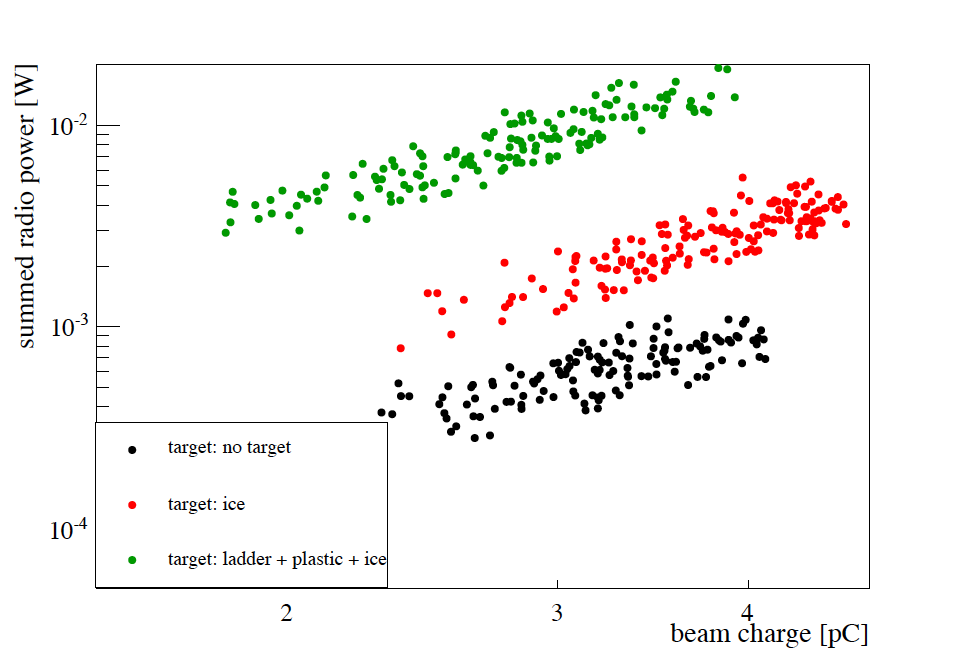 summed radio power [W]
10-2
10-3
10-4
target: no target
target: ice
target: ladder + plastic + ice
2 3 4
beam charge [pC]